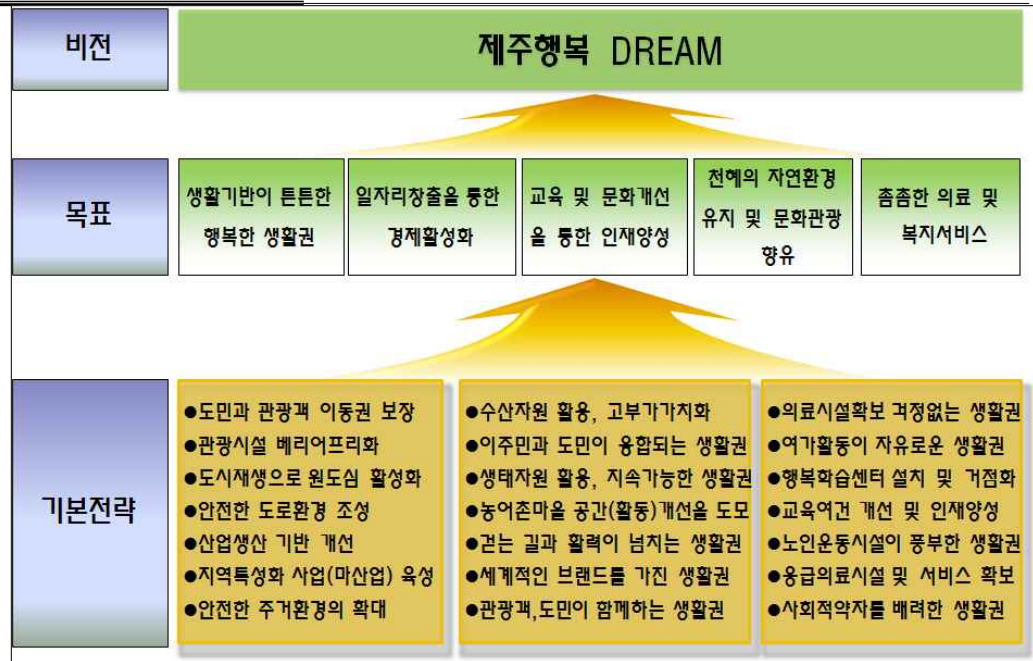 비전
제주행복 DREAM
목표
생활기반이 튼튼한
행복한 생활권
일자리창출을 통한
경제활성화
교육 및 문화개선
을 통한 인재양성
천혜의 자연환경
유지 및 문화관광
향유
촘촘한 의료 및
복지서비스
기본전략
●도민과 관광객 이동권 보장
●관광시설 베리어프리화
●도시재생으로 원도심 활성화
●안전한 도로환경 조성
●산업생산 기반 개선
●지역특성화 사업(마산업) 육성
●안전한 주거환경의 확대
●수산자원 활용, 고부가가치화
●이주민과 도민이 융합되는 생활권
●생태자원 활용, 지속가능한 생활권
●농어촌마을 공간(활동)개선을 도모
●걷는 길과 활력이 넘치는 생활권
●세계적인 브랜드를 가진 생활권
●관광객,도민이 함께하는 생활권
●의료시설확보 걱정없는 생활권
●여가활동이 자유로운 생활권
●행복학습센터 설치 및 거점화
●교육여건 개선 및 인재양성
●노인운동시설이 풍부한 생활권
●응급의료시설 및 서비스 확보
●사회적약자를 배려한 생활권